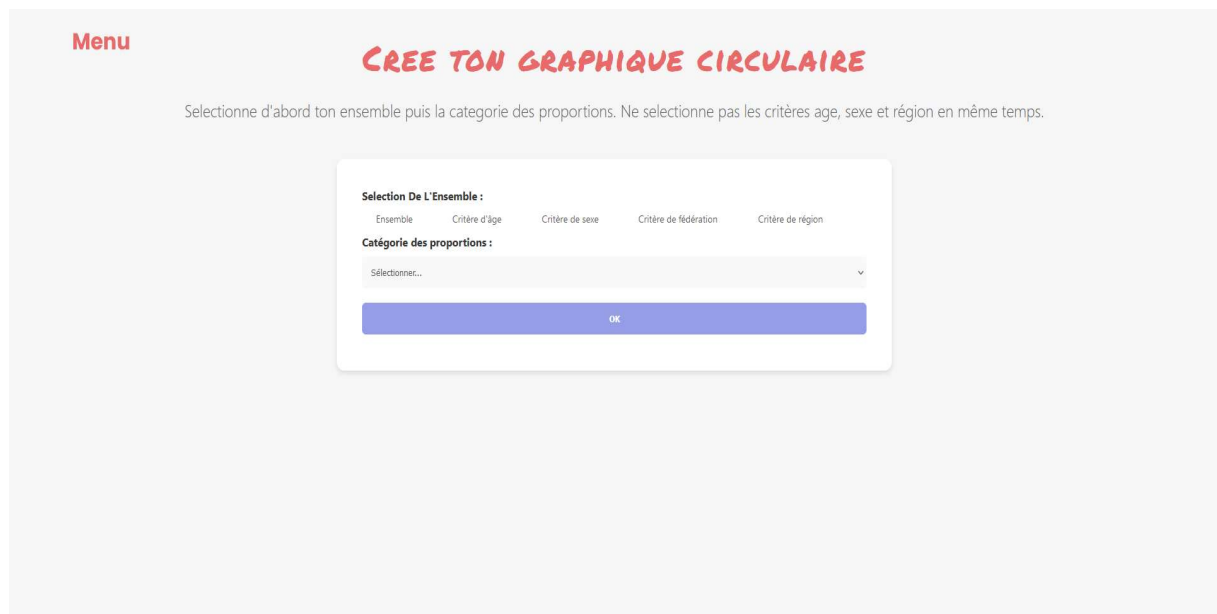 Menu
CREE TON GRAPHIQUE CIRCULAIRE
Selectionne d'abord ton ensemble puis la categorie des proportions. Ne selectionne pas les critères age, sexe et région en même temps.
Selection De L'Ensemble :
Ensemble Critère d'âge Critère de sexe Critère de fédération Critère de région
Catégorie des proportions :
Sélectionner...
OK